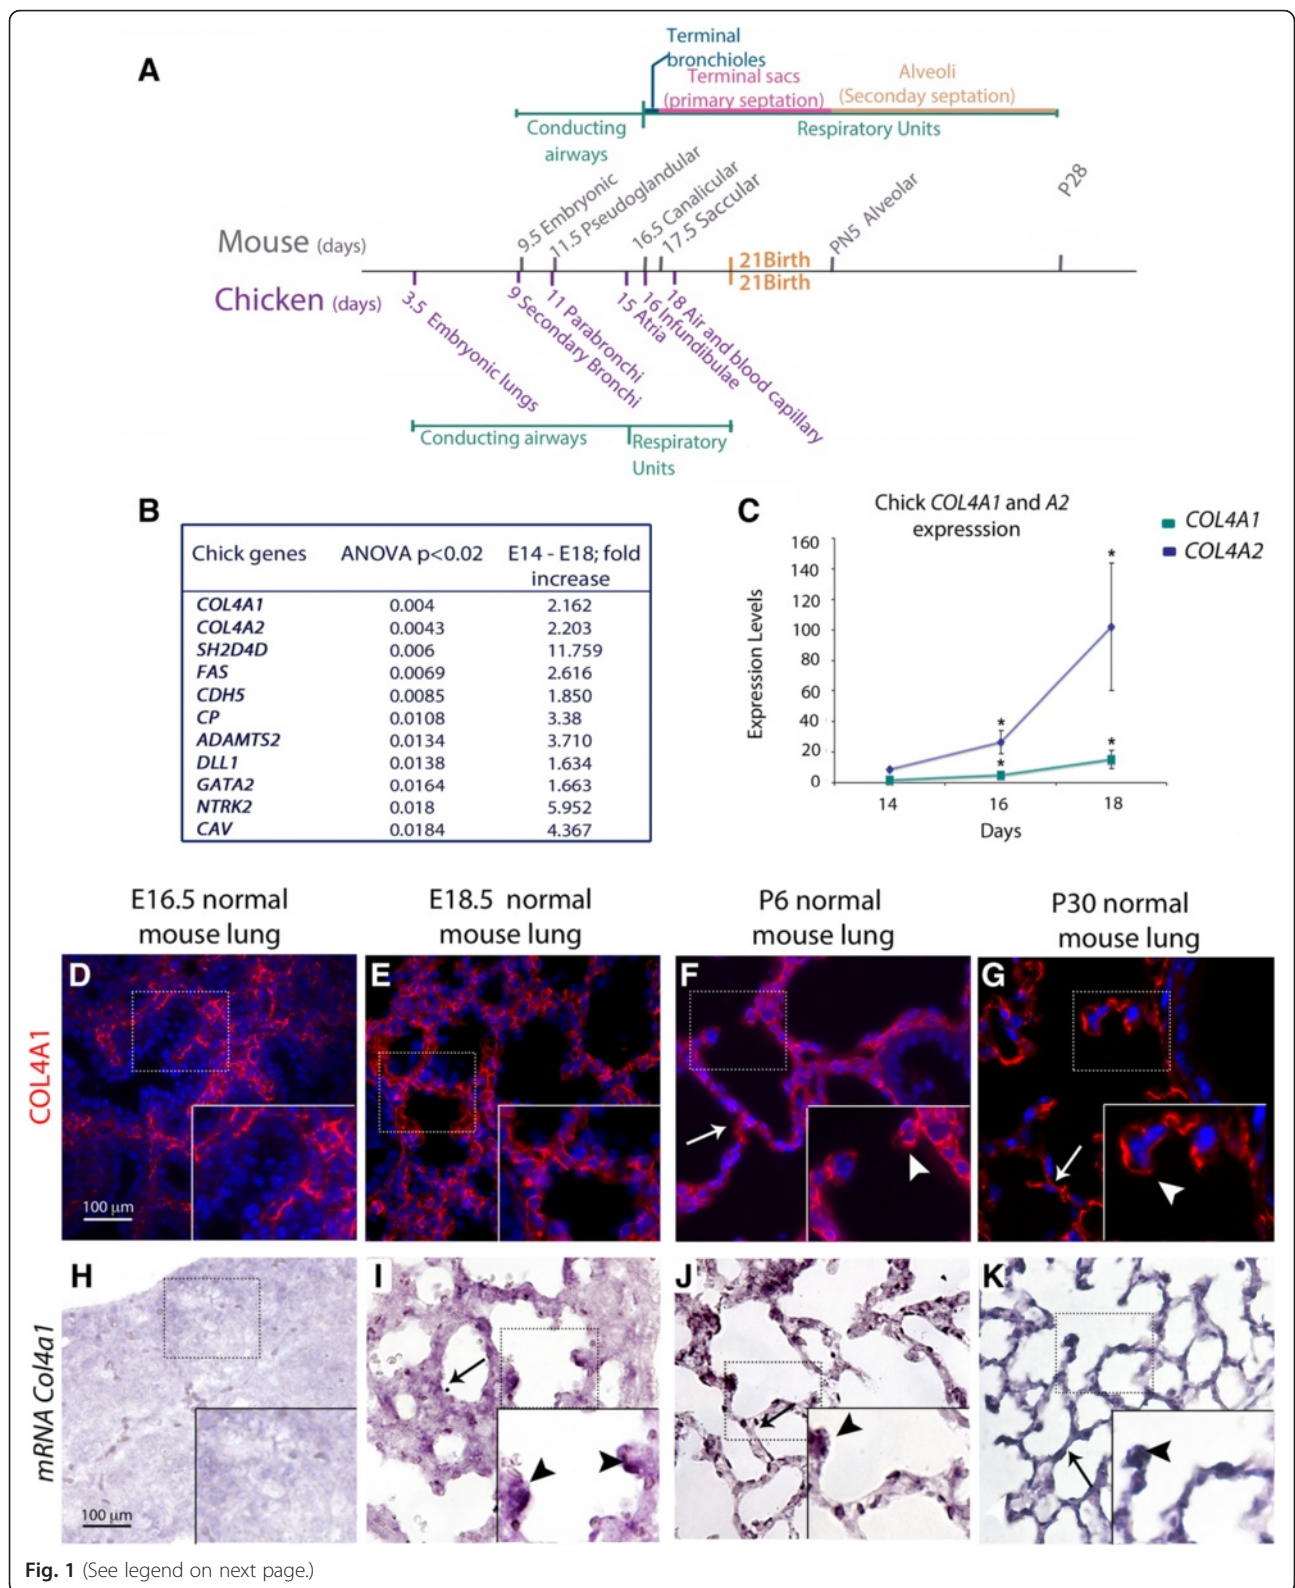 A
Terminal
bronchioles
Terminal sacs
(primary septation)
Alveoli
(Seconday septation)
Conducting
airways
Respiratory Units
Mouse (days)
9.5 Embryonic
11.5 Pseudoglandular
16.5 Canalicular
17.5 Saccular
21Birth
PN5 Alveolar
P28
Chicken (days)
3.5 Embryonic lungs
9 Secondary Bronchi
11 Parabronchi
15 Atria
16 Infundibulae
18 Air and blood capillary
21Birth
Conducting airways
Respiratory
Units
B
Chick genes ANOVA p<0.02 E14 - E18; fold
increase
COL4A1 0.004 2.162
COL4A2 0.0043 2.203
SH2D4D 0.006 11.759
FAS 0.0069 2.616
CDH5 0.0085 1.850
CP 0.0108 3.38
ADAMTS2 0.0134 3.710
DLL1 0.0138 1.634
GATA2 0.0164 1.663
NTRK2 0.018 5.952
CAV 0.0184 4.367
C
Chick COL4A1 and A2
expresssion
COL4A1
COL4A2
Expression Levels
160
140
120
100
80
60
40
20
0
*
*
*
*
14 16 18
Days
E16.5 normal
mouse lung
E18.5 normal
mouse lung
P6 normal
mouse lung
P30 normal
mouse lung
COL4A1
D
100 µm
E
F
G
mRNA Col4a1
H
100 µm
I
J
K
Fig. 1 (See legend on next page.)